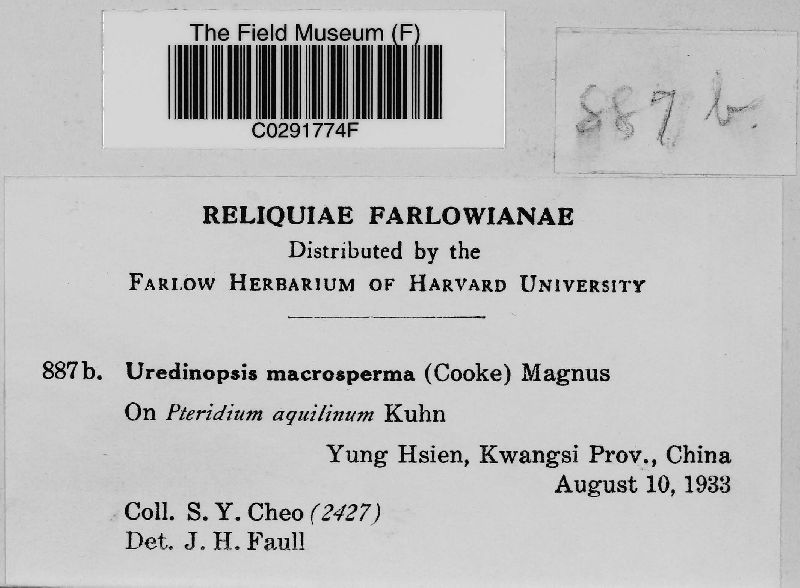 The Field Museum (F)
C0291774F
887 b.
RELIQUIAE FARLOWIANAE
Distributed by the
FARLOW HERBARIUM OF HARVARD UNIVERSITY
887b. Uredinopsis macrosperma (Cooke) Magnus
On Pteridium aquilinum Kuhn
Yung Hsien, Kwangsi Prov., China
August 10, 1933
Coll. S. Y. Cheo (2427)
Det. J. H. Faull